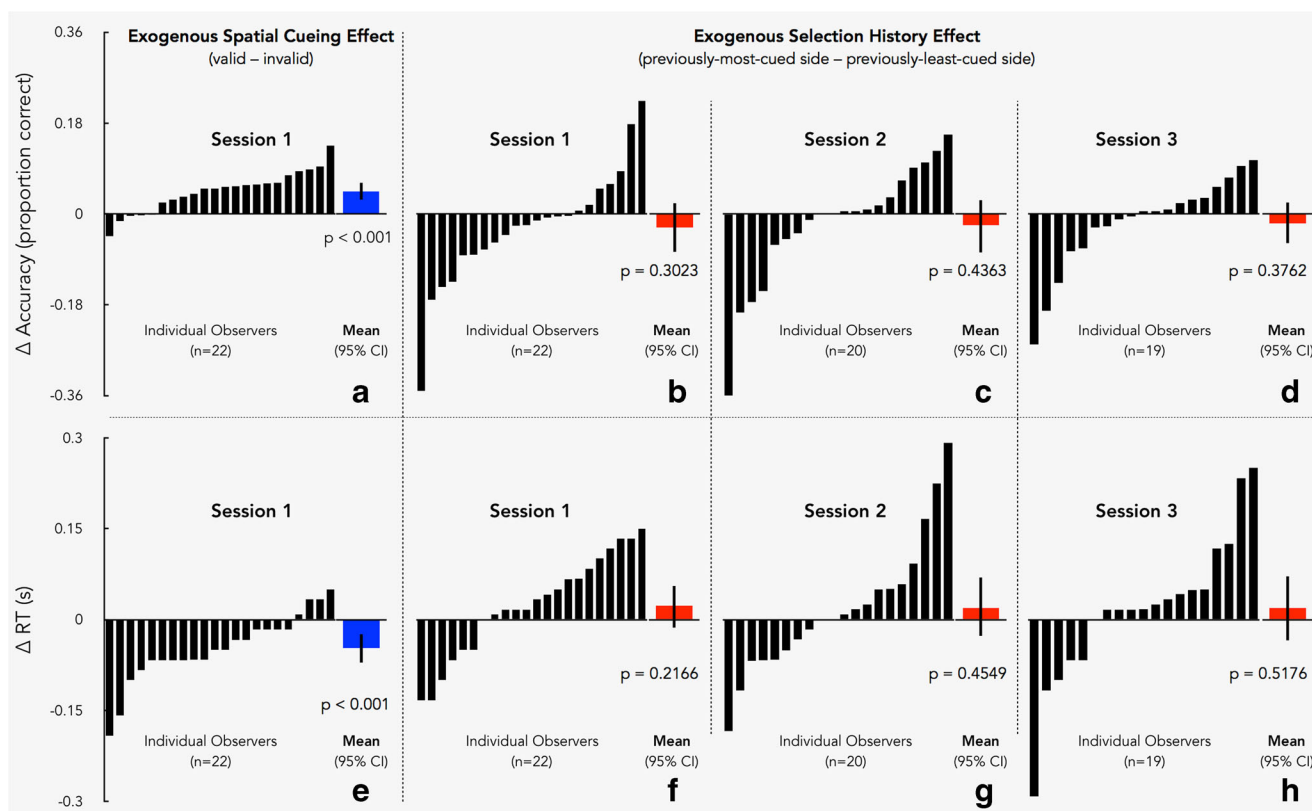 Exogenous Spatial Cueing Effect
(valid – invalid)
Exogenous Selection History Effect
(previously-most-cued side – previously-least-cued side)
Δ Accuracy (proportion correct)
0.36
0.18
0
-0.18
-0.36
Session 1
p < 0.001
Individual Observers
(n=22)
Mean
(95% CI)
a
Session 1
p = 0.3023
Individual Observers
(n=22)
Mean
(95% CI)
b
Session 2
p = 0.4363
Individual Observers
(n=20)
Mean
(95% CI)
c
Session 3
p = 0.3762
Individual Observers
(n=19)
Mean
(95% CI)
d
Δ RT (s)
0.3
0.15
0
-0.15
-0.3
Session 1
p < 0.001
Individual Observers
(n=22)
Mean
(95% CI)
e
Session 1
p = 0.2166
Individual Observers
(n=22)
Mean
(95% CI)
f
Session 2
p = 0.4549
Individual Observers
(n=20)
Mean
(95% CI)
g
Session 3
p = 0.5176
Individual Observers
(n=19)
Mean
(95% CI)
h